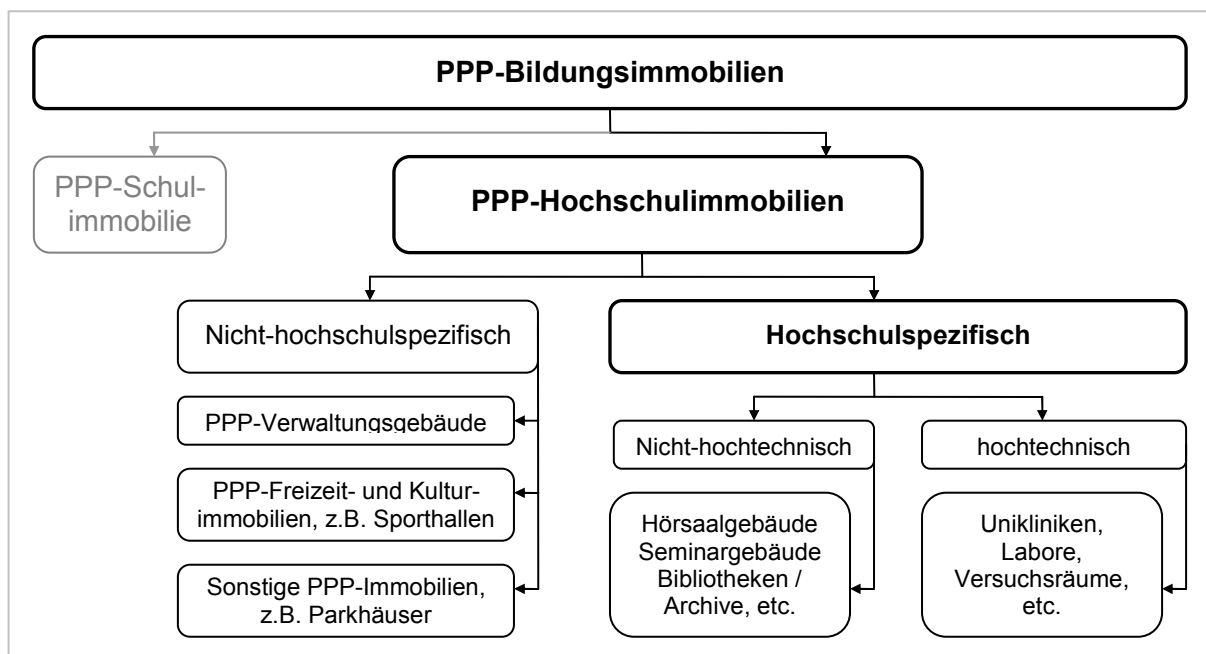 PPP-Bildungsimmobilien
PPP-Schul-
immobilie
PPP-Hochschulimmobilien
Nicht-hochschulspezifisch
PPP-Verwaltungsgebäude
PPP-Freizeit- und Kultur-
immobilien, z.B. Sporthallen
Sonstige PPP-Immobilien,
z.B. Parkhäuser
Hochschulspezifisch
Nicht-hochtechnisch
Hörsaalgebäude
Seminargebäude
Bibliotheken /
Archive, etc.
hochtechnisch
Unikliniken,
Labore,
Versuchsräume,
etc.